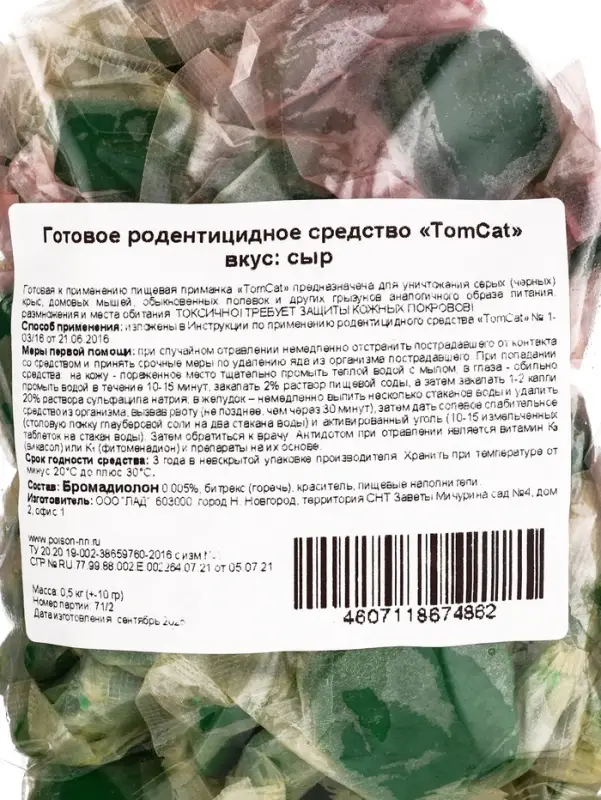 Готовое родентицидное средство «TomCat»
вкус: сыр
Готовая к применению пищевая приманка «TomCat» предназначена для уничтожения серых (черных)
крыс, домовых мышей, обыкновенных полевок и других грызунов аналогичного образа питания,
размножения и места обитания. ТОКСИЧНО! ТРЕБУЕТ ЗАЩИТЫ КОЖНЫХ ПОКРОВОВ!
Способ применения: изложены в Инструкции по применению родентицидного средства «TomCat» № 1-
03/16 от 21.06.2016
Меры первой помощи: при случайном отравлении немедленно отстранить пострадавшего от контакта
со средством и принять срочные меры по удалению яда из организма пострадавшего. При попадании
средства на кожу - пораженное место тщательно промыть теплой водой с мылом, в глаза - обильно
промыть водой в течение 10-15 минут, закапать 2% раствор пищевой соды, а затем закапать 1-2 капли
20% раствора сульфацила натрия, в желудок – немедленно выпить несколько стаканов воды и удалить
средство из организма, вызвав рвоту (не позднее, чем через 30 минут), затем дать солевое слабительное
(столовую ложку глауберовой соли на два стакана воды) и активированный уголь (10-15 измельченных
таблеток на стакан воды). Затем обратиться к врачу. Антидотом при отравлении является витамин K₃
(викасол) или K₁ (фитоменадион) и препараты на их основе.
Срок годности средства: 3 года в невскрытой упаковке производителя. Хранить при температуре от
минус 20°С до плюс 30°С.
Состав: Бромадиолон 0.005%, битрекс (горечь), краситель, пищевые наполнители.
Изготовитель: ООО "ЛАД" 603000 город Н. Новгород, территория СНТ Заветы Мичурина сад №4, дом
2, офис 1
www.poison-nn.ru
ТУ 20.20.19-002-38659760-2016 с изм
СГР № RU.77.99.88.002.Е.002864.07.21 от 05.07.21
Масса: 0,5 кг (+-10 гр)
Номер партии: 71/2
Дата изготовления: сентябрь
4607118674862